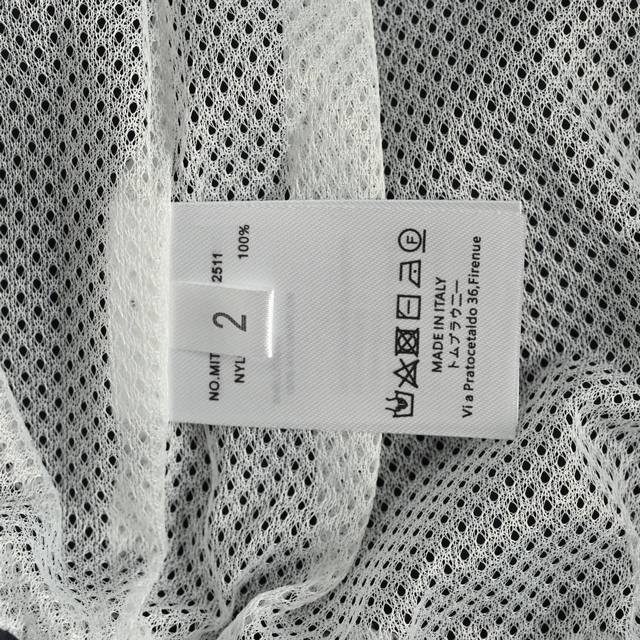 NO.MIT 2511
NYL 100%
2
F
MADE IN ITALY
トムブラウニー
Vi a Pratocetaldo 36,Firenue